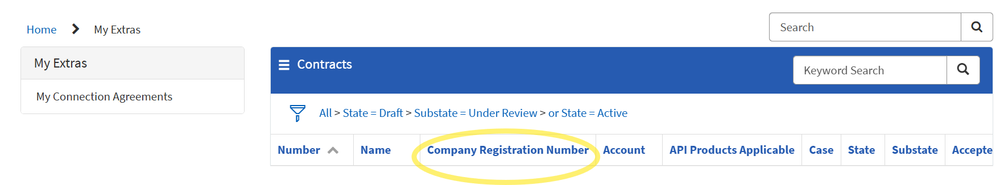 Search
Home My Extras
My Extras
My Connection Agreements
Contracts
Keyword Search
All > State = Draft > Substate = Under Review > or State = Active
Number Name Company Registration Number Account API Products Applicable Case State Substate Accepte